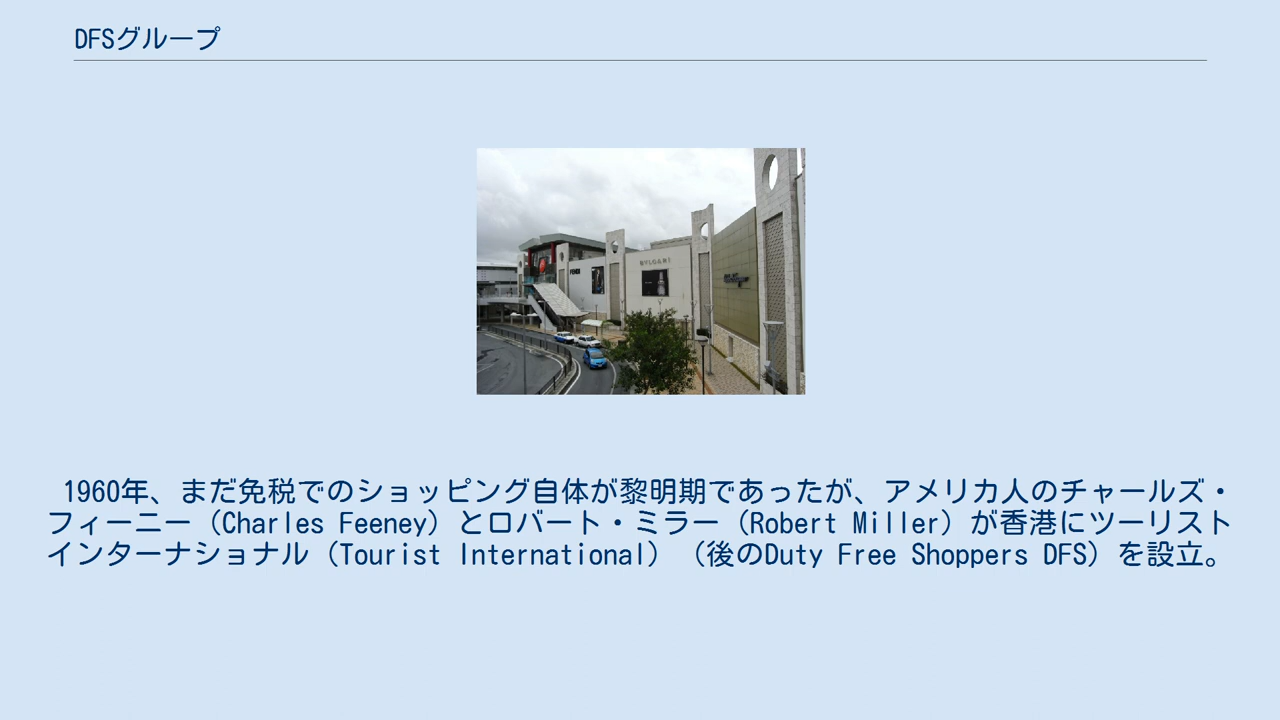 DFSグループ
BVLGARI
1960年、まだ免税でのショッピング自体が黎明期であったが、アメリカ人のチャールズ・
フィーニー（Charles Feeney）とロバート・ミラー（Robert Miller）が香港にツーリスト
インターナショナル（Tourist International）（後のDuty Free Shoppers DFS）を設立。